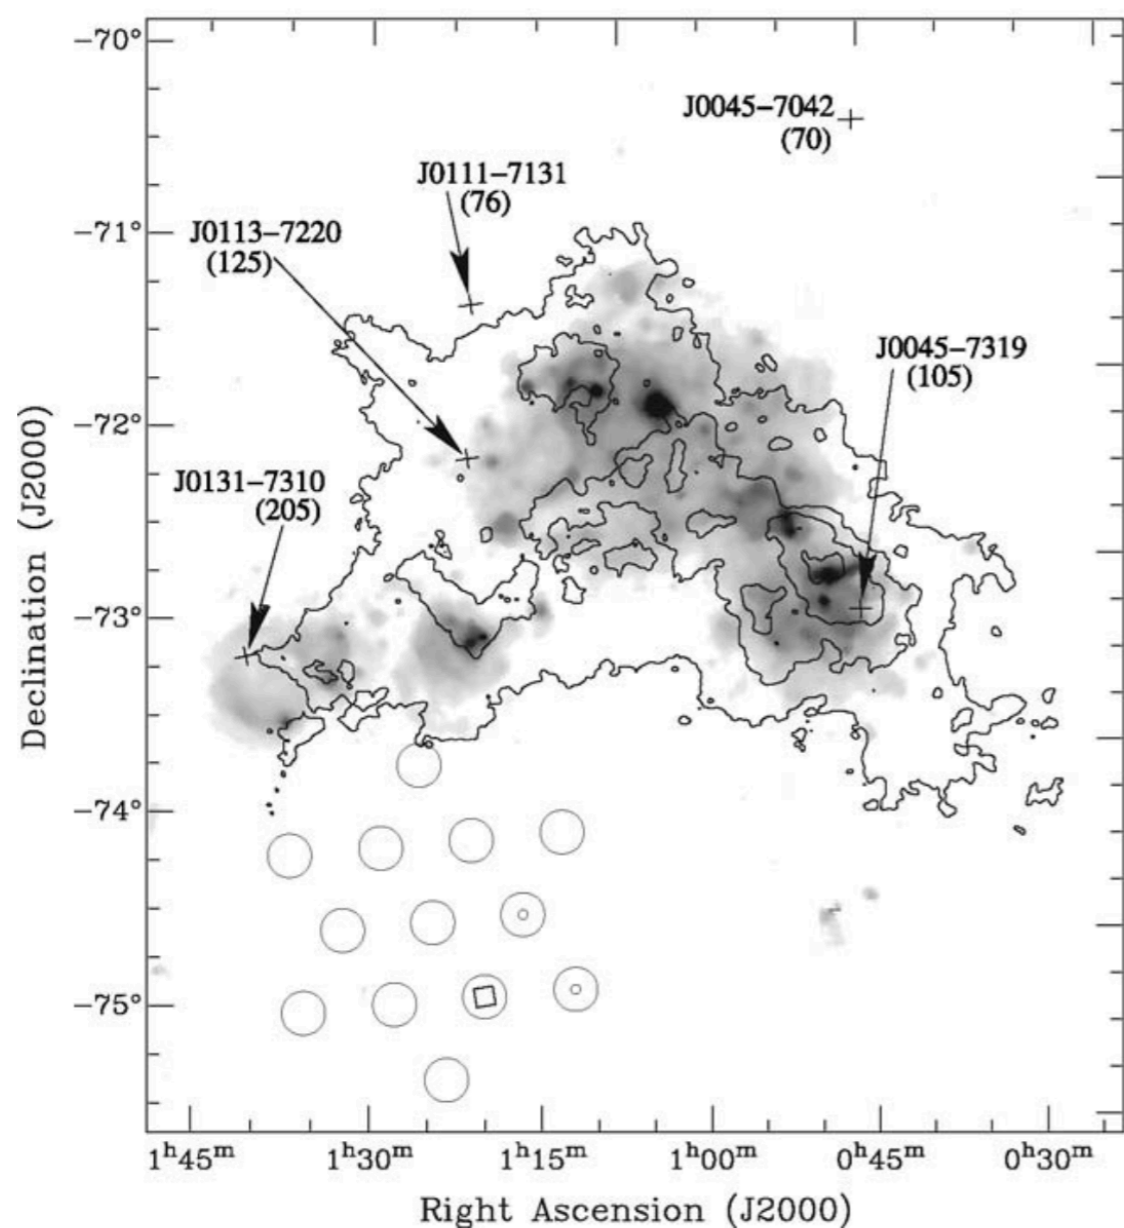 −70°
J0045−7042
(70)
J0111−7131
(76)
−71°
J0113−7220
(125)
J0045−7319
(105)
−72°
J0131−7310
(205)
−73°
−74°
−75°
Declination (J2000)
1ʰ45ᵐ
1ʰ30ᵐ
1ʰ15ᵐ
1ʰ00ᵐ
0ʰ45ᵐ
0ʰ30ᵐ
Right Ascension (J2000)